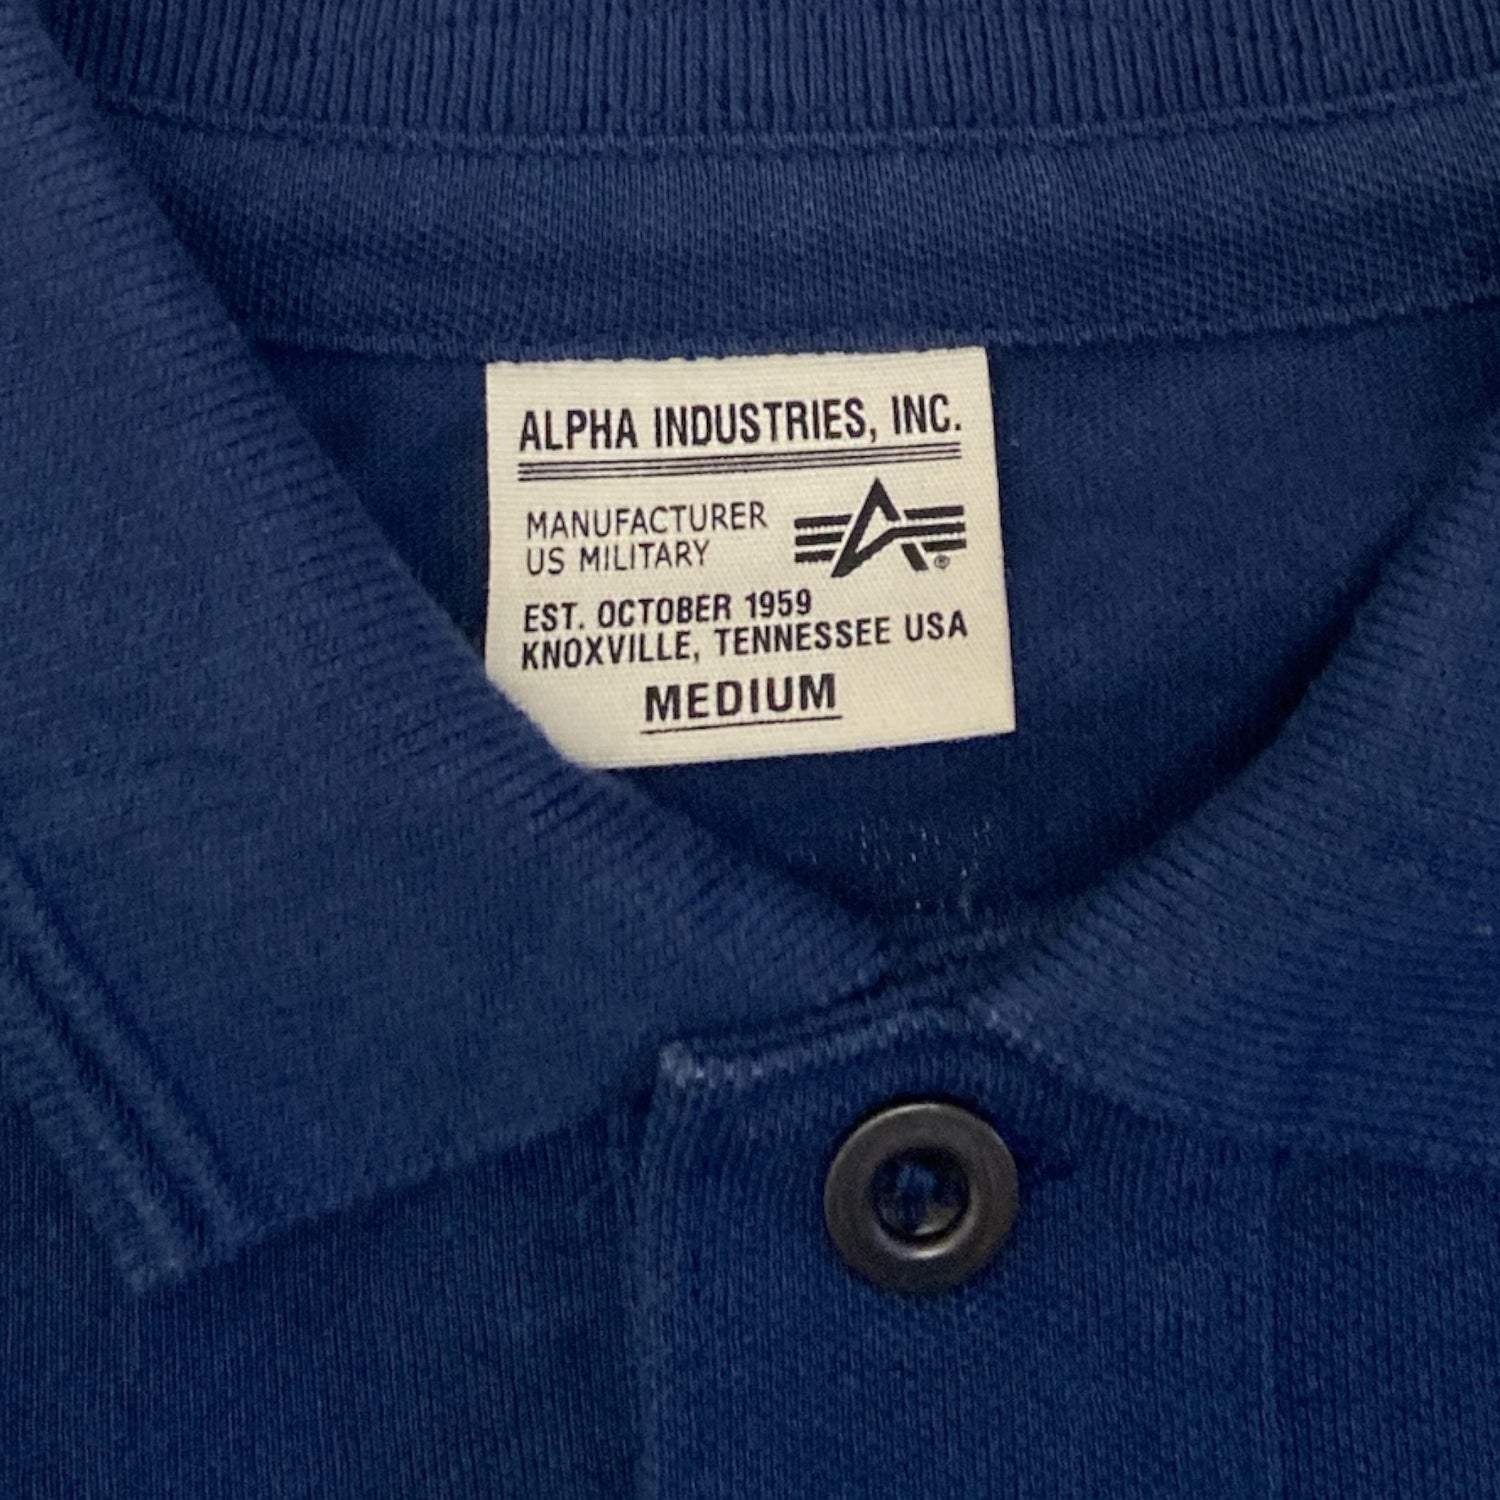 ALPHA INDUSTRIES, INC.
MANUFACTURER
US MILITARY
®
EST. OCTOBER 1959
KNOXVILLE, TENNESSEE USA
MEDIUM